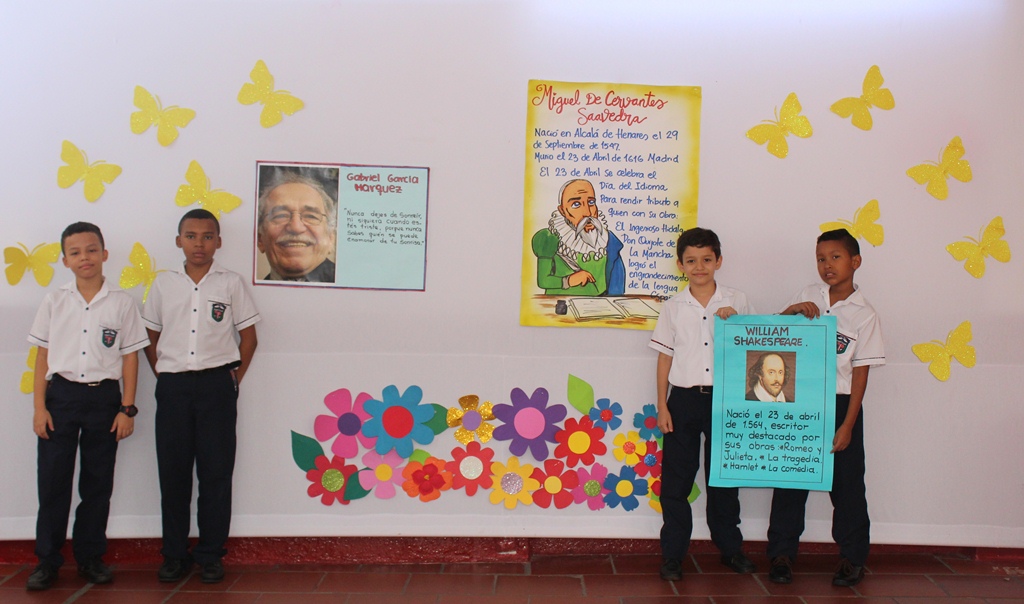 Gabriel García
Márquez
"Nunca dejes de Sonreír,
ni siquiera cuando es-
tés triste, porque nunca
Sabes quién se puede
enamorar de tu Sonrisa."
Miguel De Cervantes
Saavedra
Nació en Alcalá de Henares el 29
de Septiembre de 1547.
Murio el 23 de Abril de 1616 Madrid
El 23 de Abril se celebra el
Día del Idioma
Para rendir tributo a
quien con su Obra,
El Ingenioso Hidalgo
Don Quijote de
La Mancha
logró el
engrandecimiento
de la lengua
WILLIAM
SHAKESPEARE.
Nació el 23 de abril
de 1.564, escritor
muy destacado por
sus obras:*Romeo y
Julieta. * La tragedia
*Hamlet * La comedia.